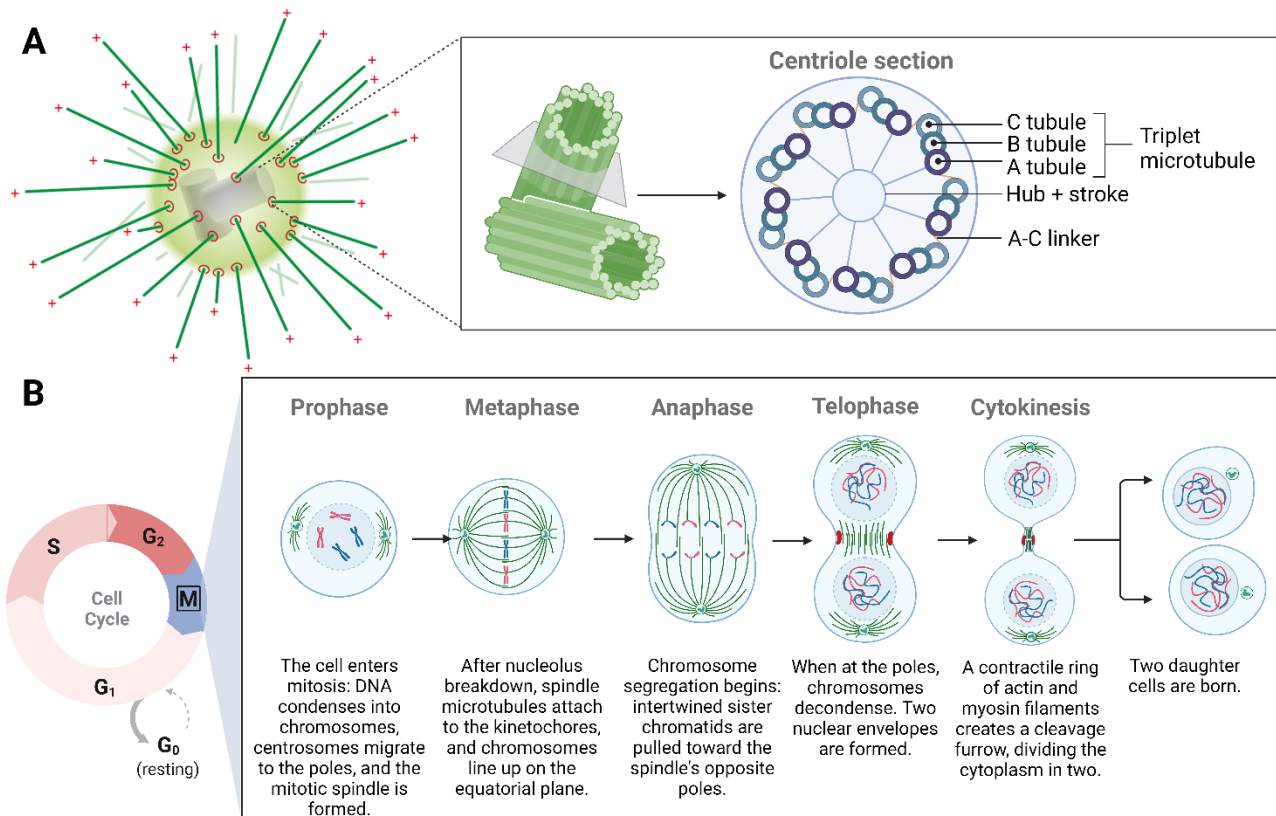 A
Centriole section
C tubule
B tubule
A tubule
Triplet
microtubule
Hub + stroke
A-C linker
B
Cell
Cycle
S
G₂
M
G₁
G₀
(resting)
Prophase
Metaphase
Anaphase
Telophase
Cytokinesis
The cell enters
mitosis: DNA
condenses into
chromosomes,
centrosomes migrate
to the poles, and the
mitotic spindle is
formed.
After nucleolus
breakdown, spindle
microtubules attach
to the kinetochores,
and chromosomes
line up on the
equatorial plane.
Chromosome
segregation begins:
intertwined sister
chromatids are
pulled toward the
spindle's opposite
poles.
When at the poles,
chromosomes
decondense. Two
nuclear envelopes
are formed.
A contractile ring
of actin and
myosin filaments
creates a cleavage
furrow, dividing the
cytoplasm in two.
Two daughter
cells are born.